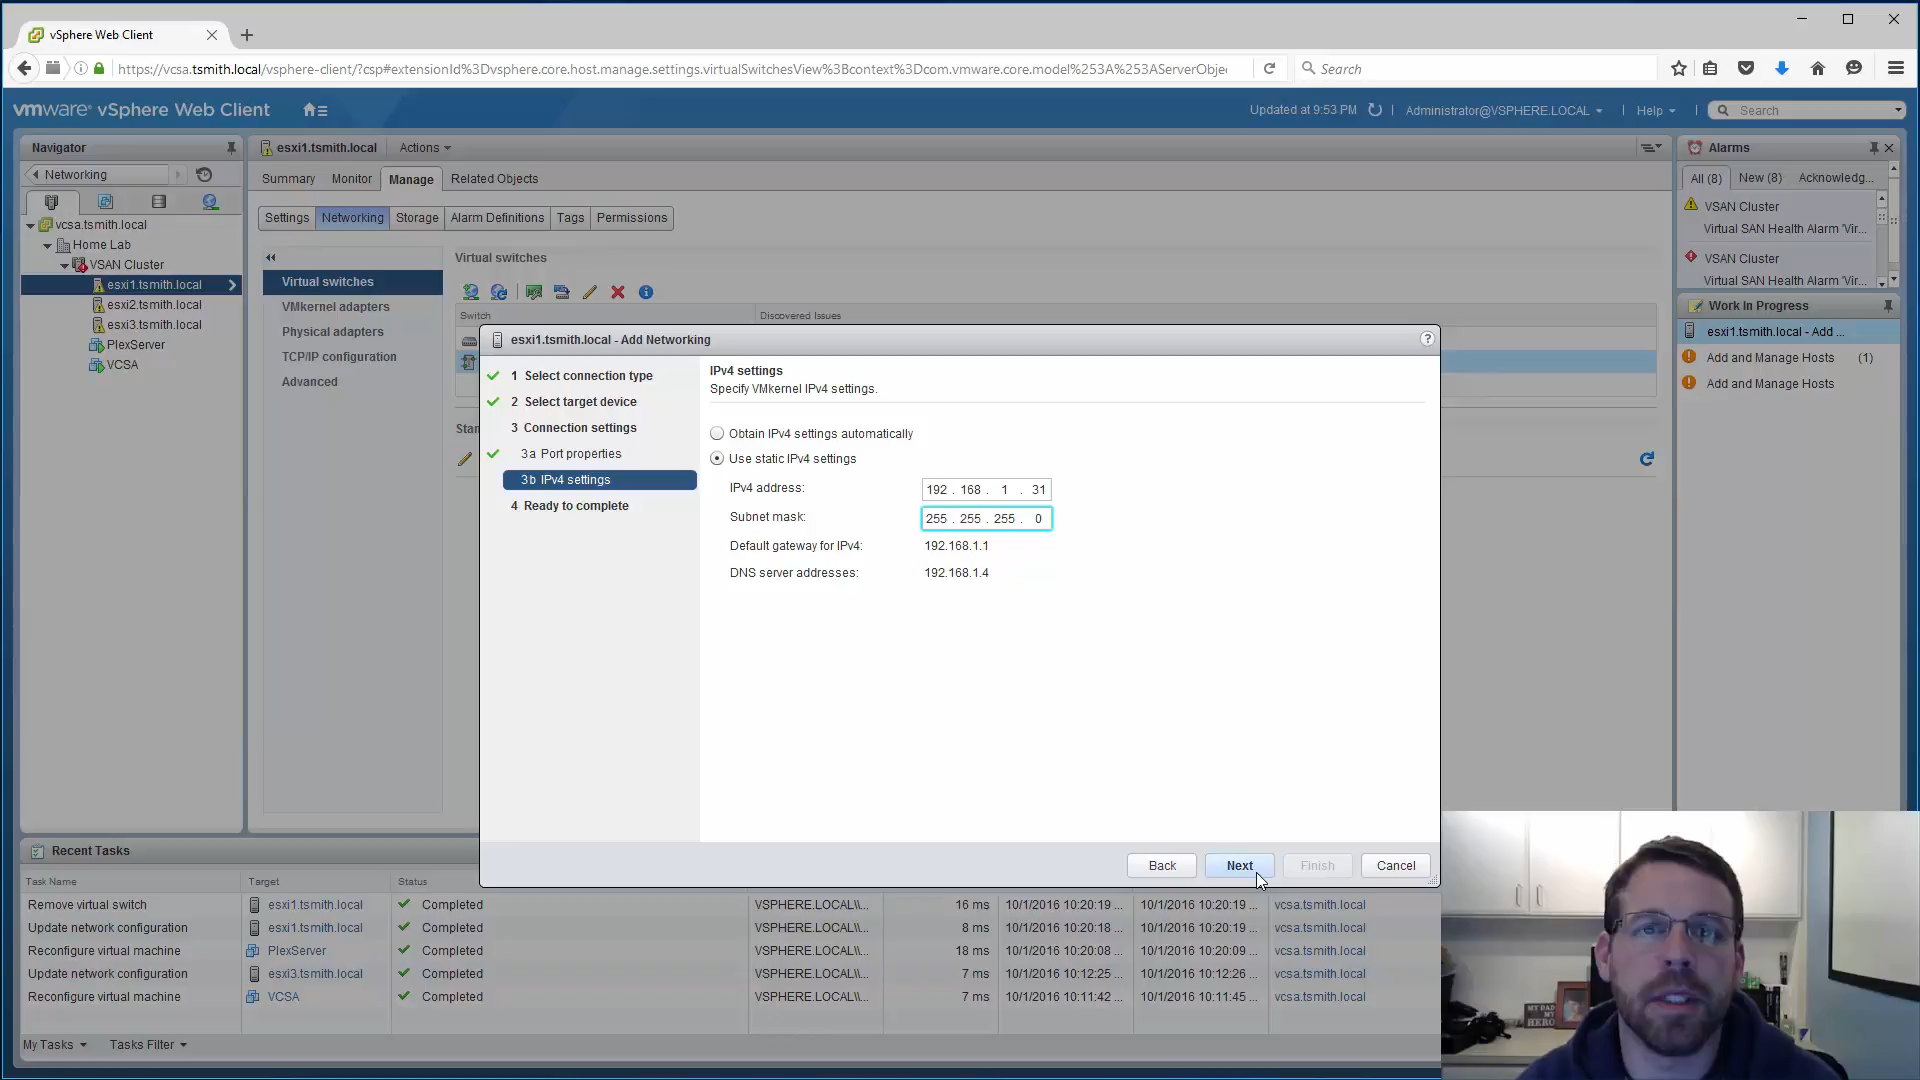 vSphere Web Client
https://vcsa.tsmith.local/vsphere-client/?csp#extensionId%3Dvsphere.core.host.manage.settings.virtualSwitchesView%3Bcontext%3Dcom.vmware.core.model%253A%253AServerObje
Search
vmware® vSphere Web Client
Updated at 9:53 PM
Administrator@VSPHERE.LOCAL
Help
Search
Navigator
Networking
vcsa.tsmith.local
Home Lab
VSAN Cluster
esxi1.tsmith.local
esxi2.tsmith.local
esxi3.tsmith.local
PlexServer
VCSA
esxi1.tsmith.local Actions
Summary Monitor Manage Related Objects
Settings Networking Storage Alarm Definitions Tags Permissions
Virtual switches
VMkernel adapters
Physical adapters
TCP/IP configuration
Advanced
Virtual switches
Switch Discovered Issues
Stan
esxi1.tsmith.local - Add Networking
1 Select connection type
2 Select target device
3 Connection settings
3a Port properties
3b IPv4 settings
4 Ready to complete
IPv4 settings
Specify VMkernel IPv4 settings.
Obtain IPv4 settings automatically
Use static IPv4 settings
IPv4 address: 192 . 168 . 1 . 31
Subnet mask: 255 . 255 . 255 . 0
Default gateway for IPv4: 192.168.1.1
DNS server addresses: 192.168.1.4
Back Next Finish Cancel
Alarms
All (8) New (8) Acknowledg...
VSAN Cluster
Virtual SAN Health Alarm 'Vir...
VSAN Cluster
Virtual SAN Health Alarm 'Vir...
Work In Progress
esxi1.tsmith.local - Add ...
Add and Manage Hosts (1)
Add and Manage Hosts
Recent Tasks
Task Name Target Status
Remove virtual switch esxi1.tsmith.local Completed VSPHERE.LOCAL\\... 16 ms 10/1/2016 10:20:19 ... 10/1/2016 10:20:19 ... vcsa.tsmith.local
Update network configuration esxi1.tsmith.local Completed VSPHERE.LOCAL\\... 8 ms 10/1/2016 10:20:18 ... 10/1/2016 10:20:19 ... vcsa.tsmith.local
Reconfigure virtual machine PlexServer Completed VSPHERE.LOCAL\\... 18 ms 10/1/2016 10:20:08 ... 10/1/2016 10:20:09 ... vcsa.tsmith.local
Update network configuration esxi3.tsmith.local Completed VSPHERE.LOCAL\\... 7 ms 10/1/2016 10:12:25 ... 10/1/2016 10:12:26 ... vcsa.tsmith.local
Reconfigure virtual machine VCSA Completed VSPHERE.LOCAL\\... 7 ms 10/1/2016 10:11:42 ... 10/1/2016 10:11:45 ... vcsa.tsmith.local
My Tasks Tasks Filter
MY DAD
MY
HERO